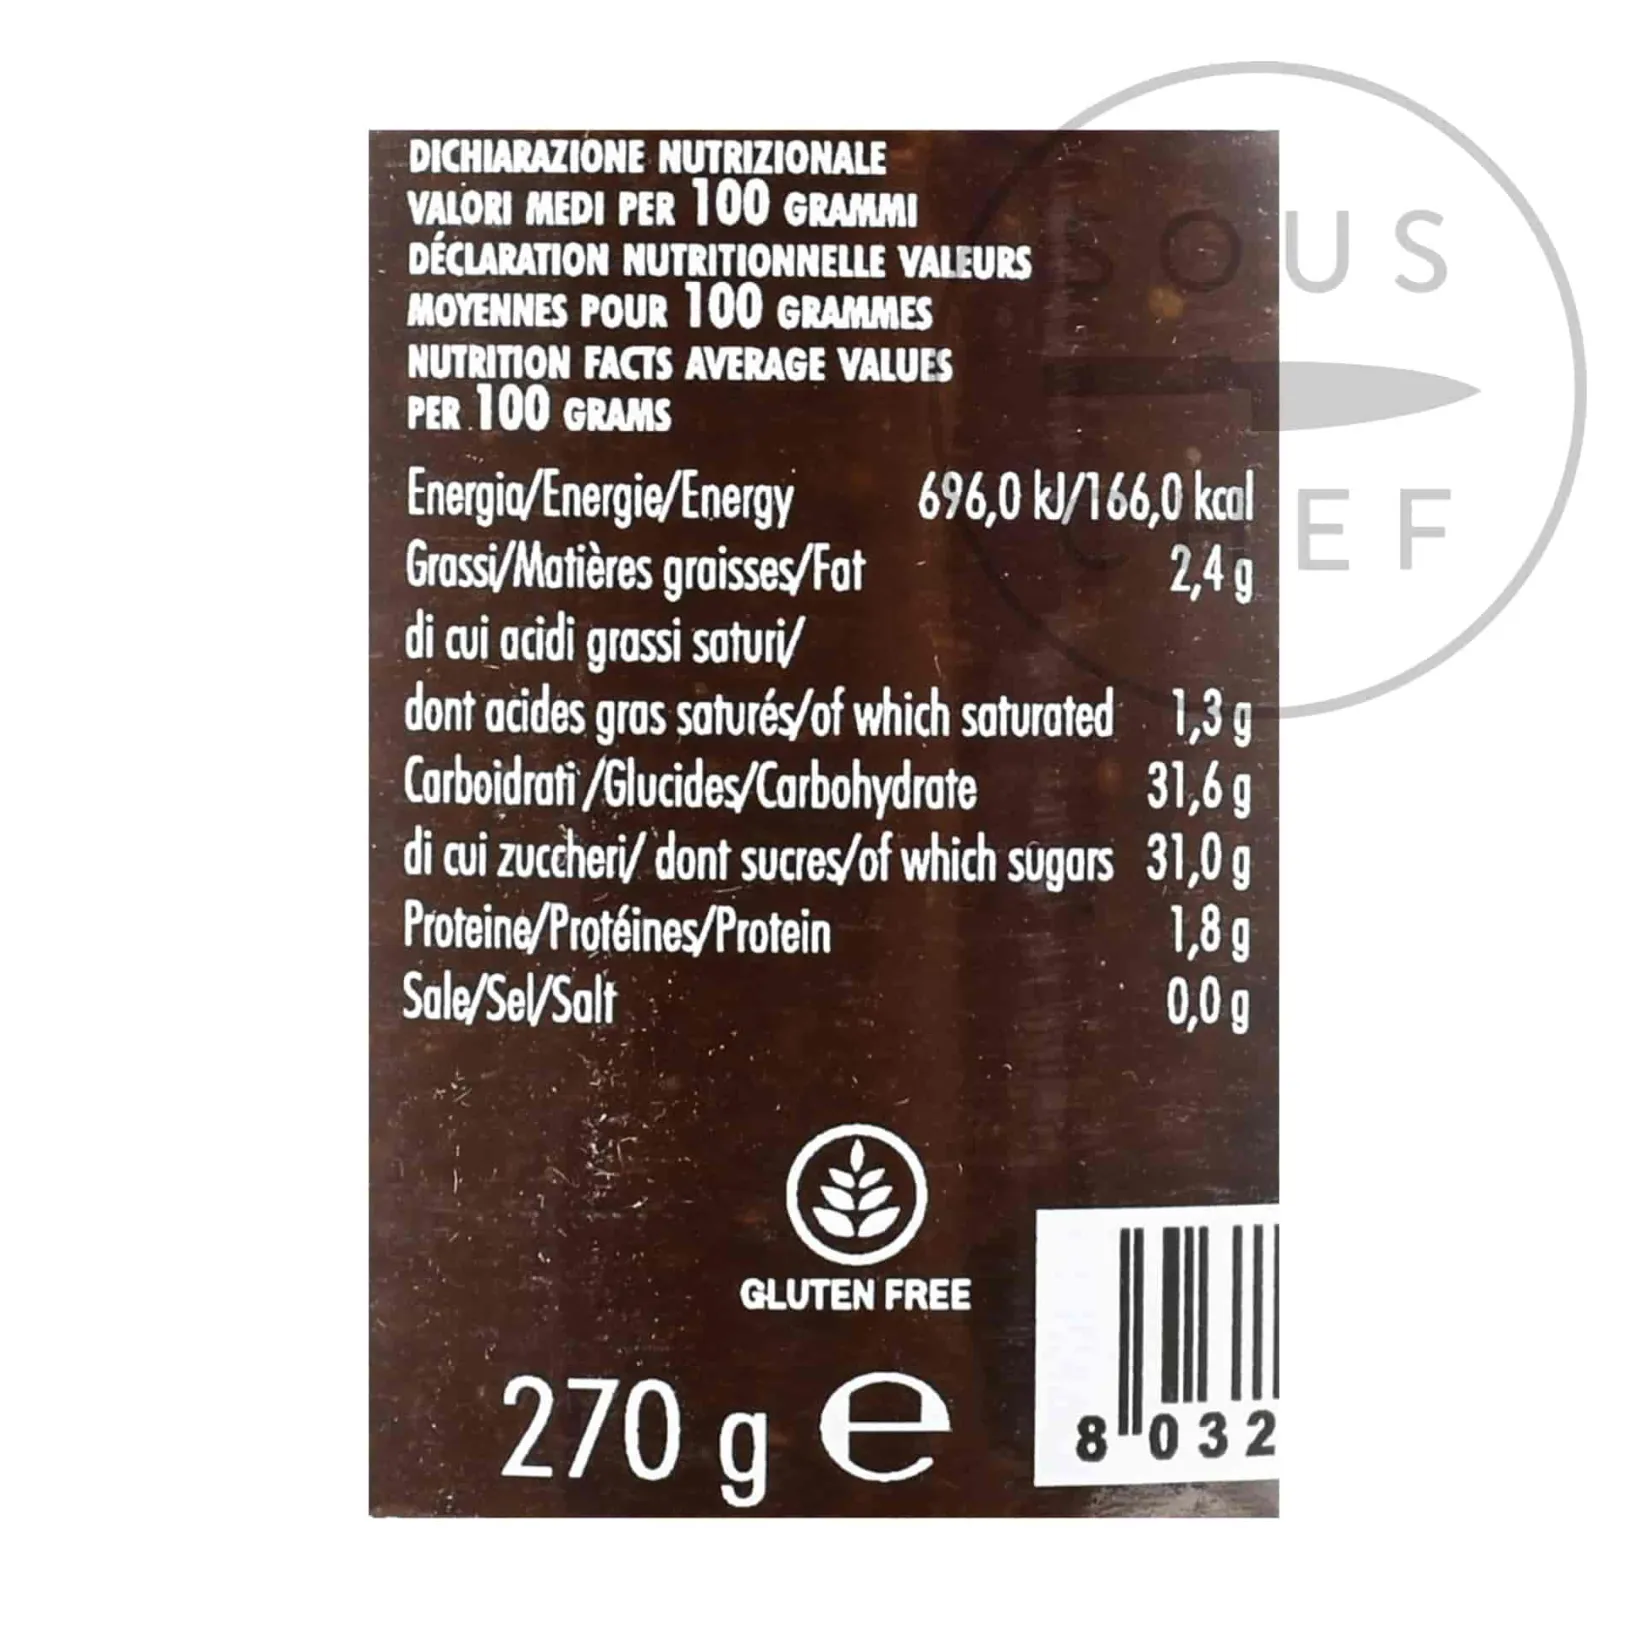 DICHIARAZIONE NUTRIZIONALE
VALORI MEDI PER 100 GRAMMI
DÉCLARATION NUTRITIONNELLE VALEURS
MOYENNES POUR 100 GRAMMES
NUTRITION FACTS AVERAGE VALUES
PER 100 GRAMS
Energia/Energie/Energy 696,0 kJ/166,0 kcal
Grassi/Matières graisses/Fat 2,4 g
di cui acidi grassi saturi/
dont acides gras saturés/of which saturated 1,3 g
Carboidrati /Glucides/Carbohydrate 31,6 g
di cui zuccheri/ dont sucres/of which sugars 31,0 g
Proteine/Protéines/Protein 1,8 g
Sale/Sel/Salt 0,0 g
GLUTEN FREE
270 g e
8 032
SOUS
CHEF